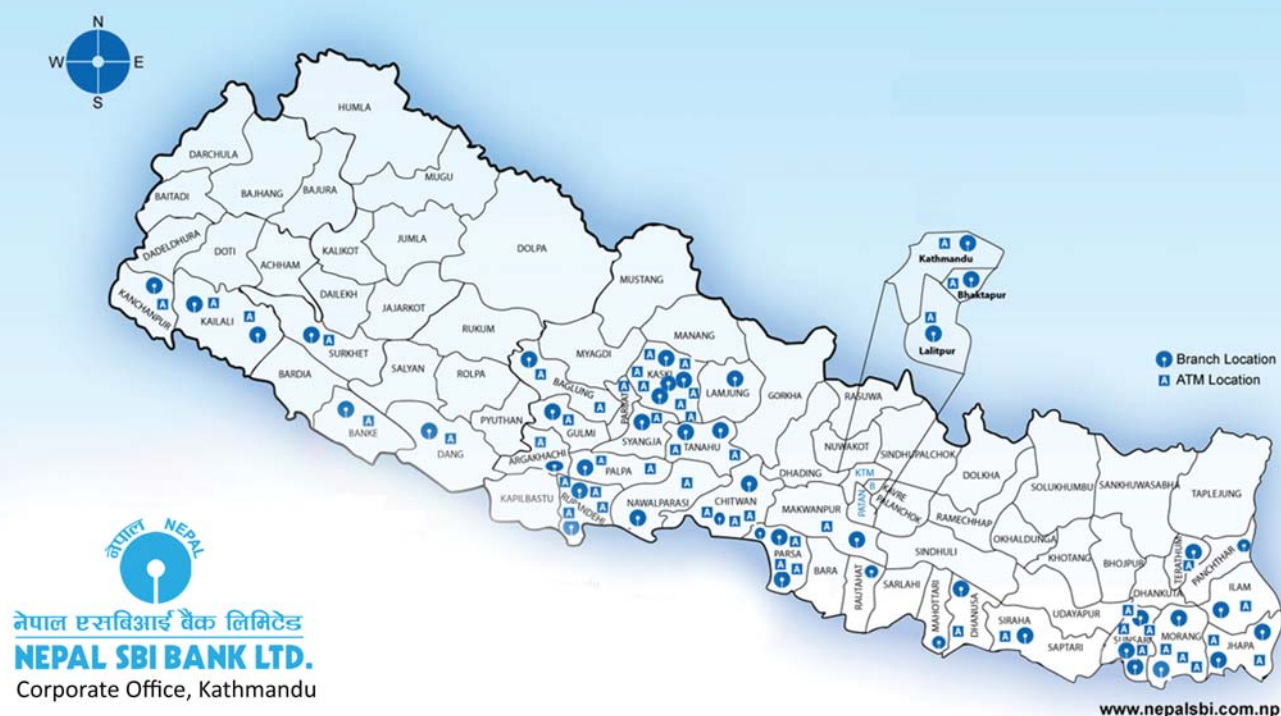 N
W E
S
HUMLA
DARCHULA
BAITADI
BAJHANG
BAJURA
MUGU
DADELDHURA
DOTI
ACHHAM
KALIKOT
JUMLA
DOLPA
KANCHANPUR
KAILALI
DAILEKH
JAJARKOT
MUSTANG
SURKHET
RUKUM
MANANG
BARDIA
SALYAN
ROLPA
MYAGDI
BAGLUNG
PARBAT
KASKI
LAMJUNG
GORKHA
BANKE
DANG
PYUTHAN
GULMI
SYANGJA
TANAHU
ARGAKHACHI
PALPA
KAPILBASTU
RUPANDEHI
NAWALPARASI
CHITWAN
DHADING
Kathmandu
Bhaktapur
Lalitpur
Branch Location
A ATM Location
RASUWA
NUWAKOT
SINDHUPALCHOK
KTM
B
PATAN
KAVRE
PALANCHOK
DOLKHA
SOLUKHUMBU
SANKHUWASABHA
TAPLEJUNG
MAKWANPUR
RAMECHHAP
OKHALDUNGA
KHOTANG
BHOJPUR
TERATHUM
PANCHTHAR
PARSA
BARA
RAUTAHAT
SARLAHI
SINDHULI
MAHOTTARI
DHANUSA
SIRAHA
UDAYAPUR
SAPTARI
DHANKUTA
SUNSARI
MORANG
ILAM
JHAPA
नेपाल NEPAL
नेपाल एसबिआई बैंक लिमिटेड
NEPAL SBI BANK LTD.
Corporate Office, Kathmandu
www.nepalsbi.com.np